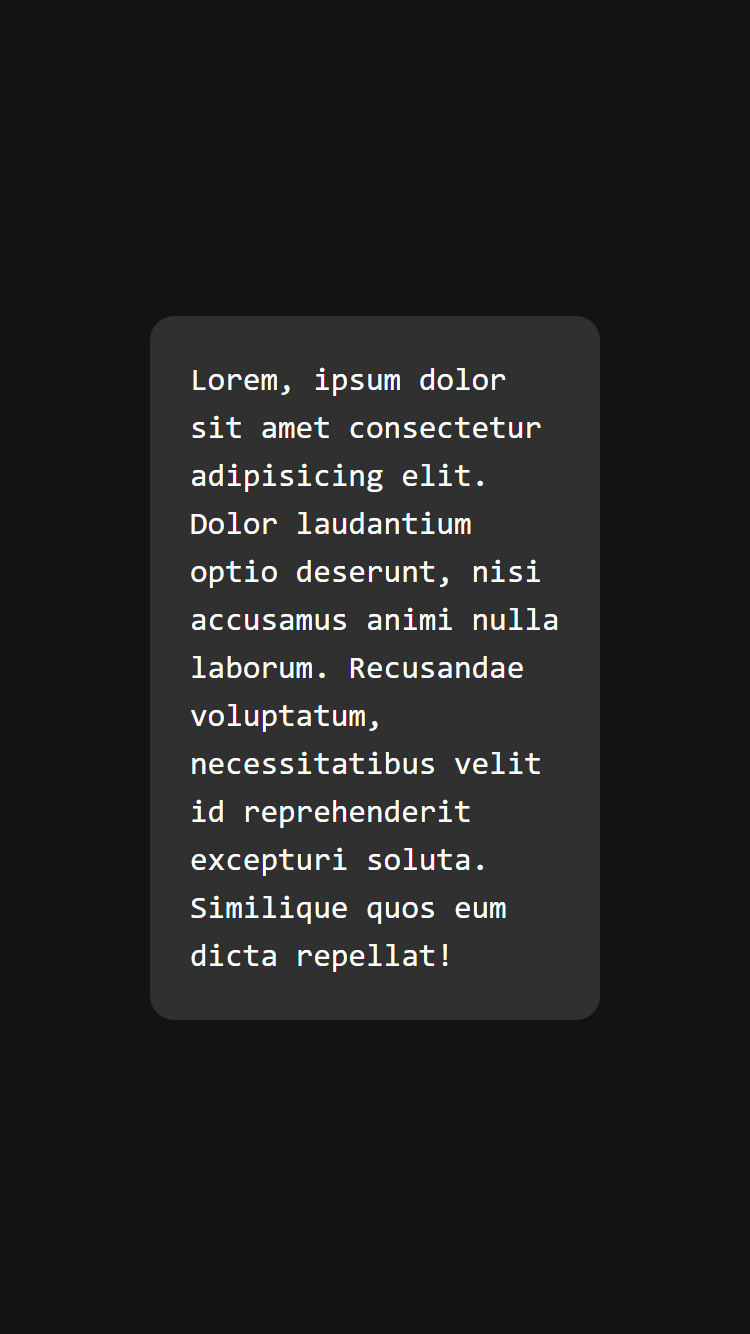 Lorem, ipsum dolor
sit amet consectetur
adipisicing elit.
Dolor laudantium
optio deserunt, nisi
accusamus animi nulla
laborum. Recusandae
voluptatum,
necessitatibus velit
id reprehenderit
excepturi soluta.
Similique quos eum
dicta repellat!